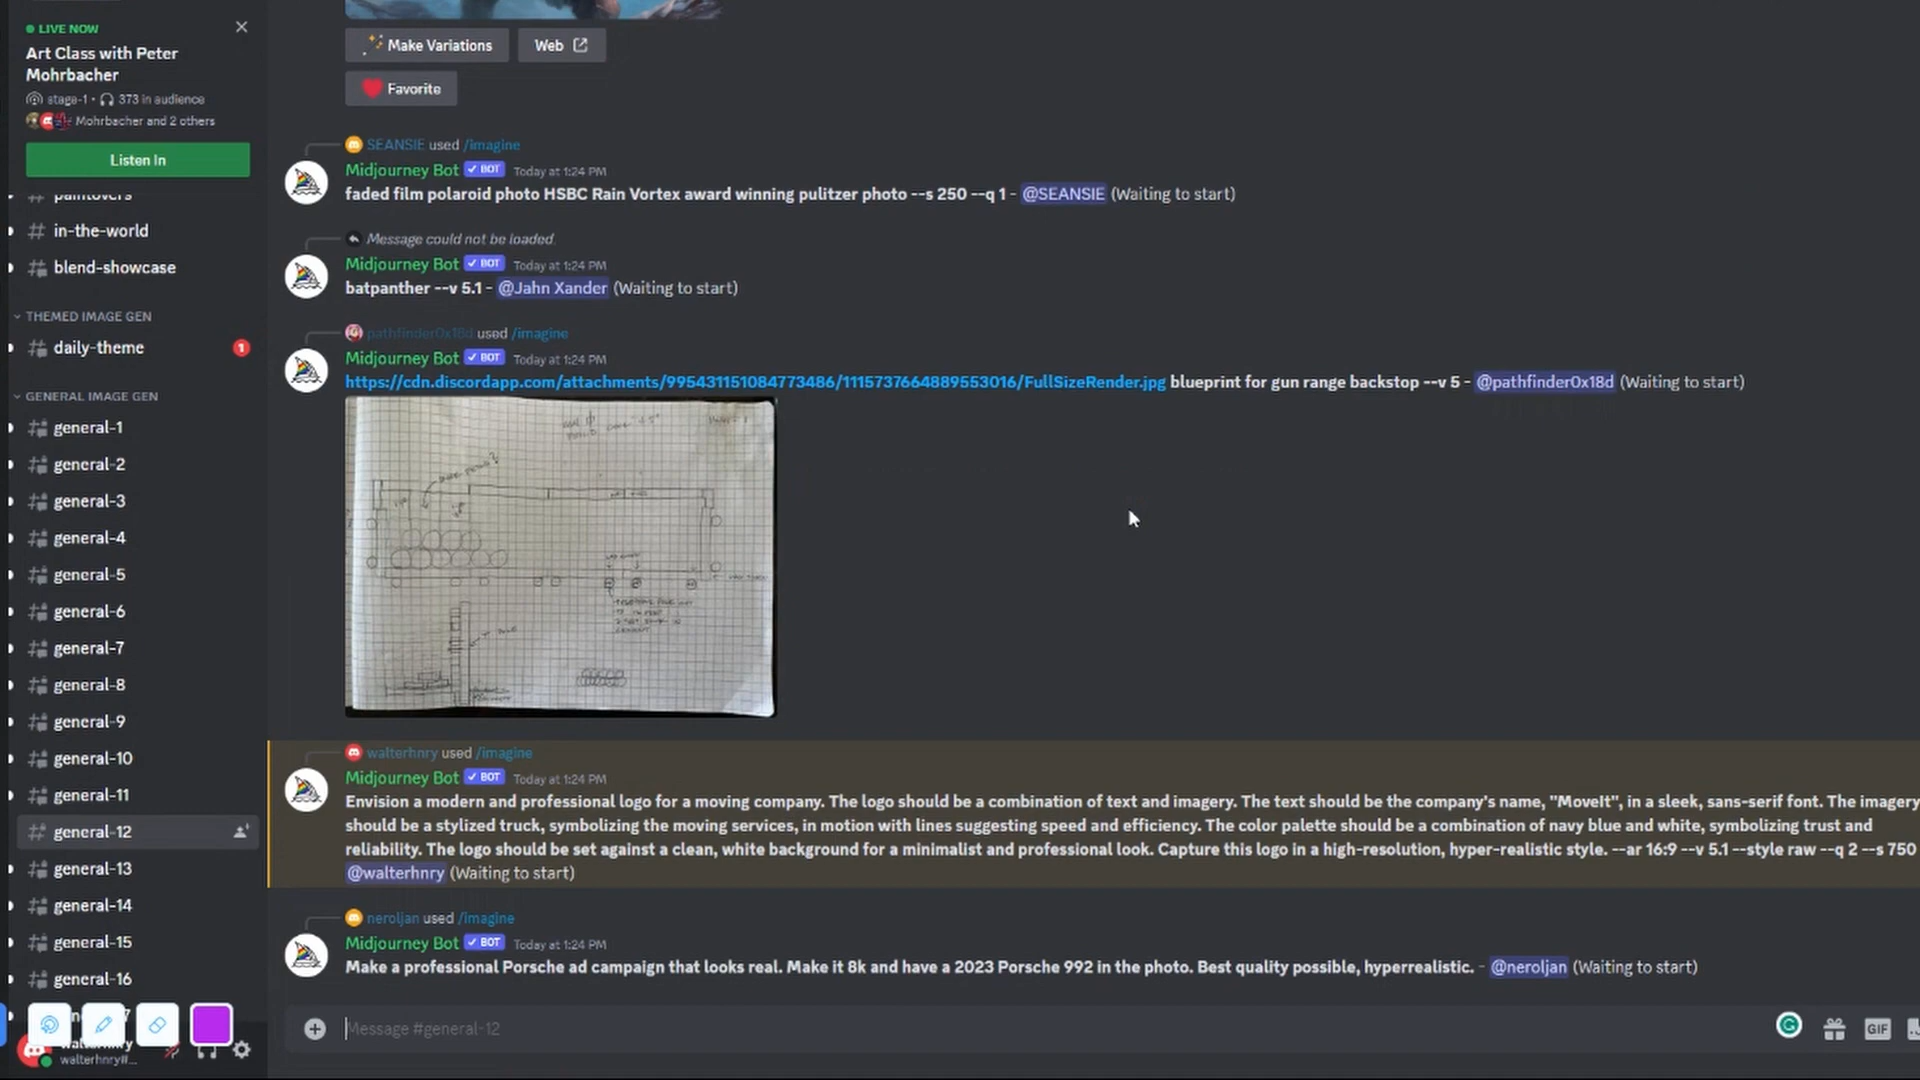 LIVE NOW
Art Class with Peter
Mohrbacher
stage-1 • 373 in audience
Mohrbacher and 2 others
Listen In
paintovers
in-the-world
blend-showcase
THEMED IMAGE GEN
daily-theme 1
GENERAL IMAGE GEN
general-1
general-2
general-3
general-4
general-5
general-6
general-7
general-8
general-9
general-10
general-11
general-12
general-13
general-14
general-15
general-16
walterhnry
walterhnry#...
Make Variations Web
Favorite
SEANSIE used /imagine
Midjourney Bot ✓ BOT Today at 1:24 PM
faded film polaroid photo HSBC Rain Vortex award winning pulitzer photo --s 250 --q 1 - @SEANSIE (Waiting to start)
Message could not be loaded.
Midjourney Bot ✓ BOT Today at 1:24 PM
batpanther --v 5.1 - @Jahn Xander (Waiting to start)
pathfinder0x18d used /imagine
Midjourney Bot ✓ BOT Today at 1:24 PM
https://cdn.discordapp.com/attachments/995431151084773486/1115737664889553016/FullSizeRender.jpg blueprint for gun range backstop --v 5 - @pathfinder0x18d (Waiting to start)
walterhnry used /imagine
Midjourney Bot ✓ BOT Today at 1:24 PM
Envision a modern and professional logo for a moving company. The logo should be a combination of text and imagery. The text should be the company's name, "MoveIt", in a sleek, sans-serif font. The imagery
should be a stylized truck, symbolizing the moving services, in motion with lines suggesting speed and efficiency. The color palette should be a combination of navy blue and white, symbolizing trust and
reliability. The logo should be set against a clean, white background for a minimalist and professional look. Capture this logo in a high-resolution, hyper-realistic style. --ar 16:9 --v 5.1 --style raw --q 2 --s 750
@walterhnry (Waiting to start)
neroljan used /imagine
Midjourney Bot ✓ BOT Today at 1:24 PM
Make a professional Porsche ad campaign that looks real. Make it 8k and have a 2023 Porsche 992 in the photo. Best quality possible, hyperrealistic. - @neroljan (Waiting to start)
Message #general-12
GIF